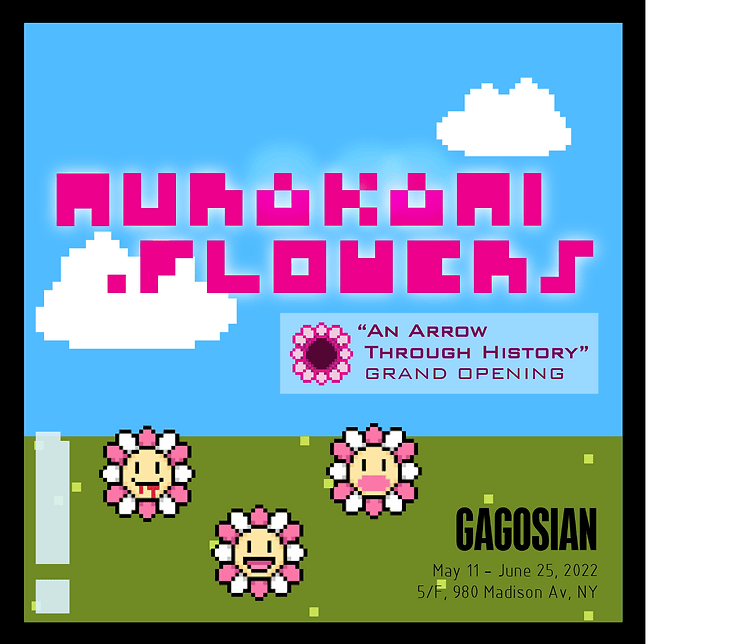 MURAKAMI
.FLOWERS
“AN ARROW
THROUGH HISTORY”
GRAND OPENING
!
GAGOSIAN
May 11 – June 25, 2022
5/F, 980 Madison Av, NY